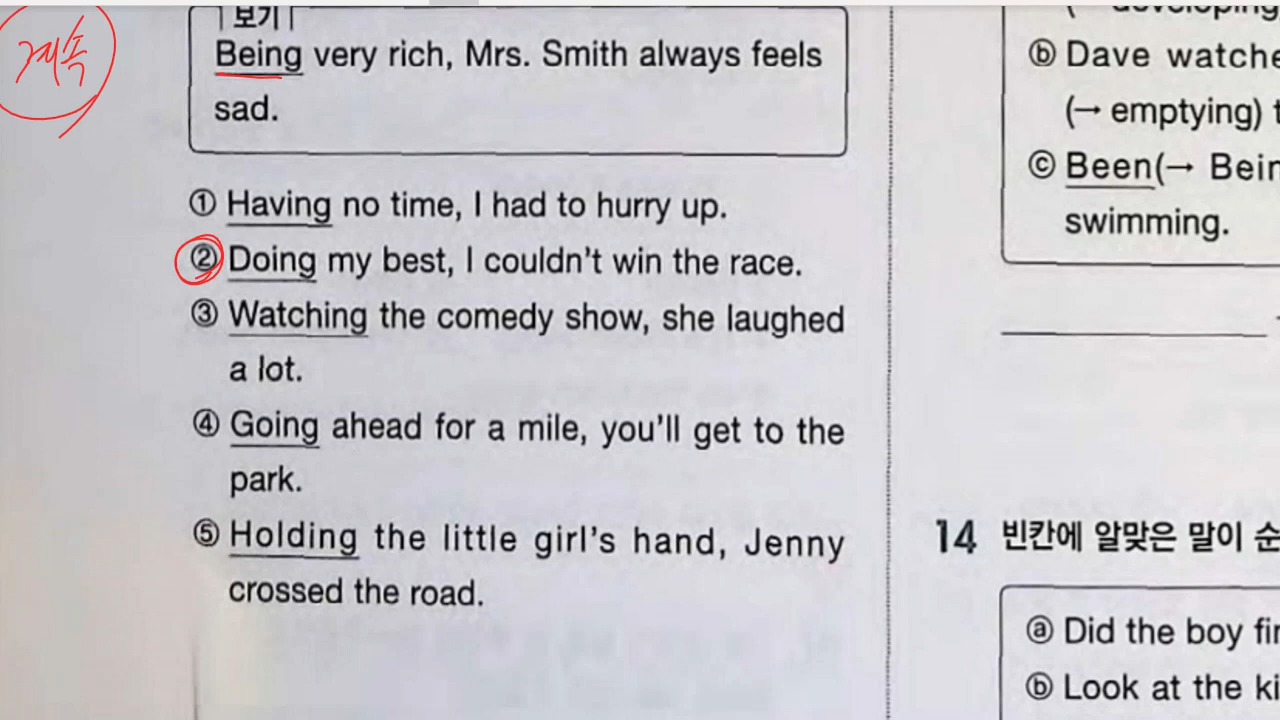 계속
보기
Being very rich, Mrs. Smith always feels
sad.
① Having no time, I had to hurry up.
② Doing my best, I couldn't win the race.
③ Watching the comedy show, she laughed
a lot.
④ Going ahead for a mile, you'll get to the
park.
⑤ Holding the little girl's hand, Jenny
crossed the road.
(→ developing
ⓑ Dave watche
(→ emptying) t
ⓒ Been(→ Bein
swimming.
14 빈칸에 알맞은 말이 순
ⓐ Did the boy fin
ⓑ Look at the ki